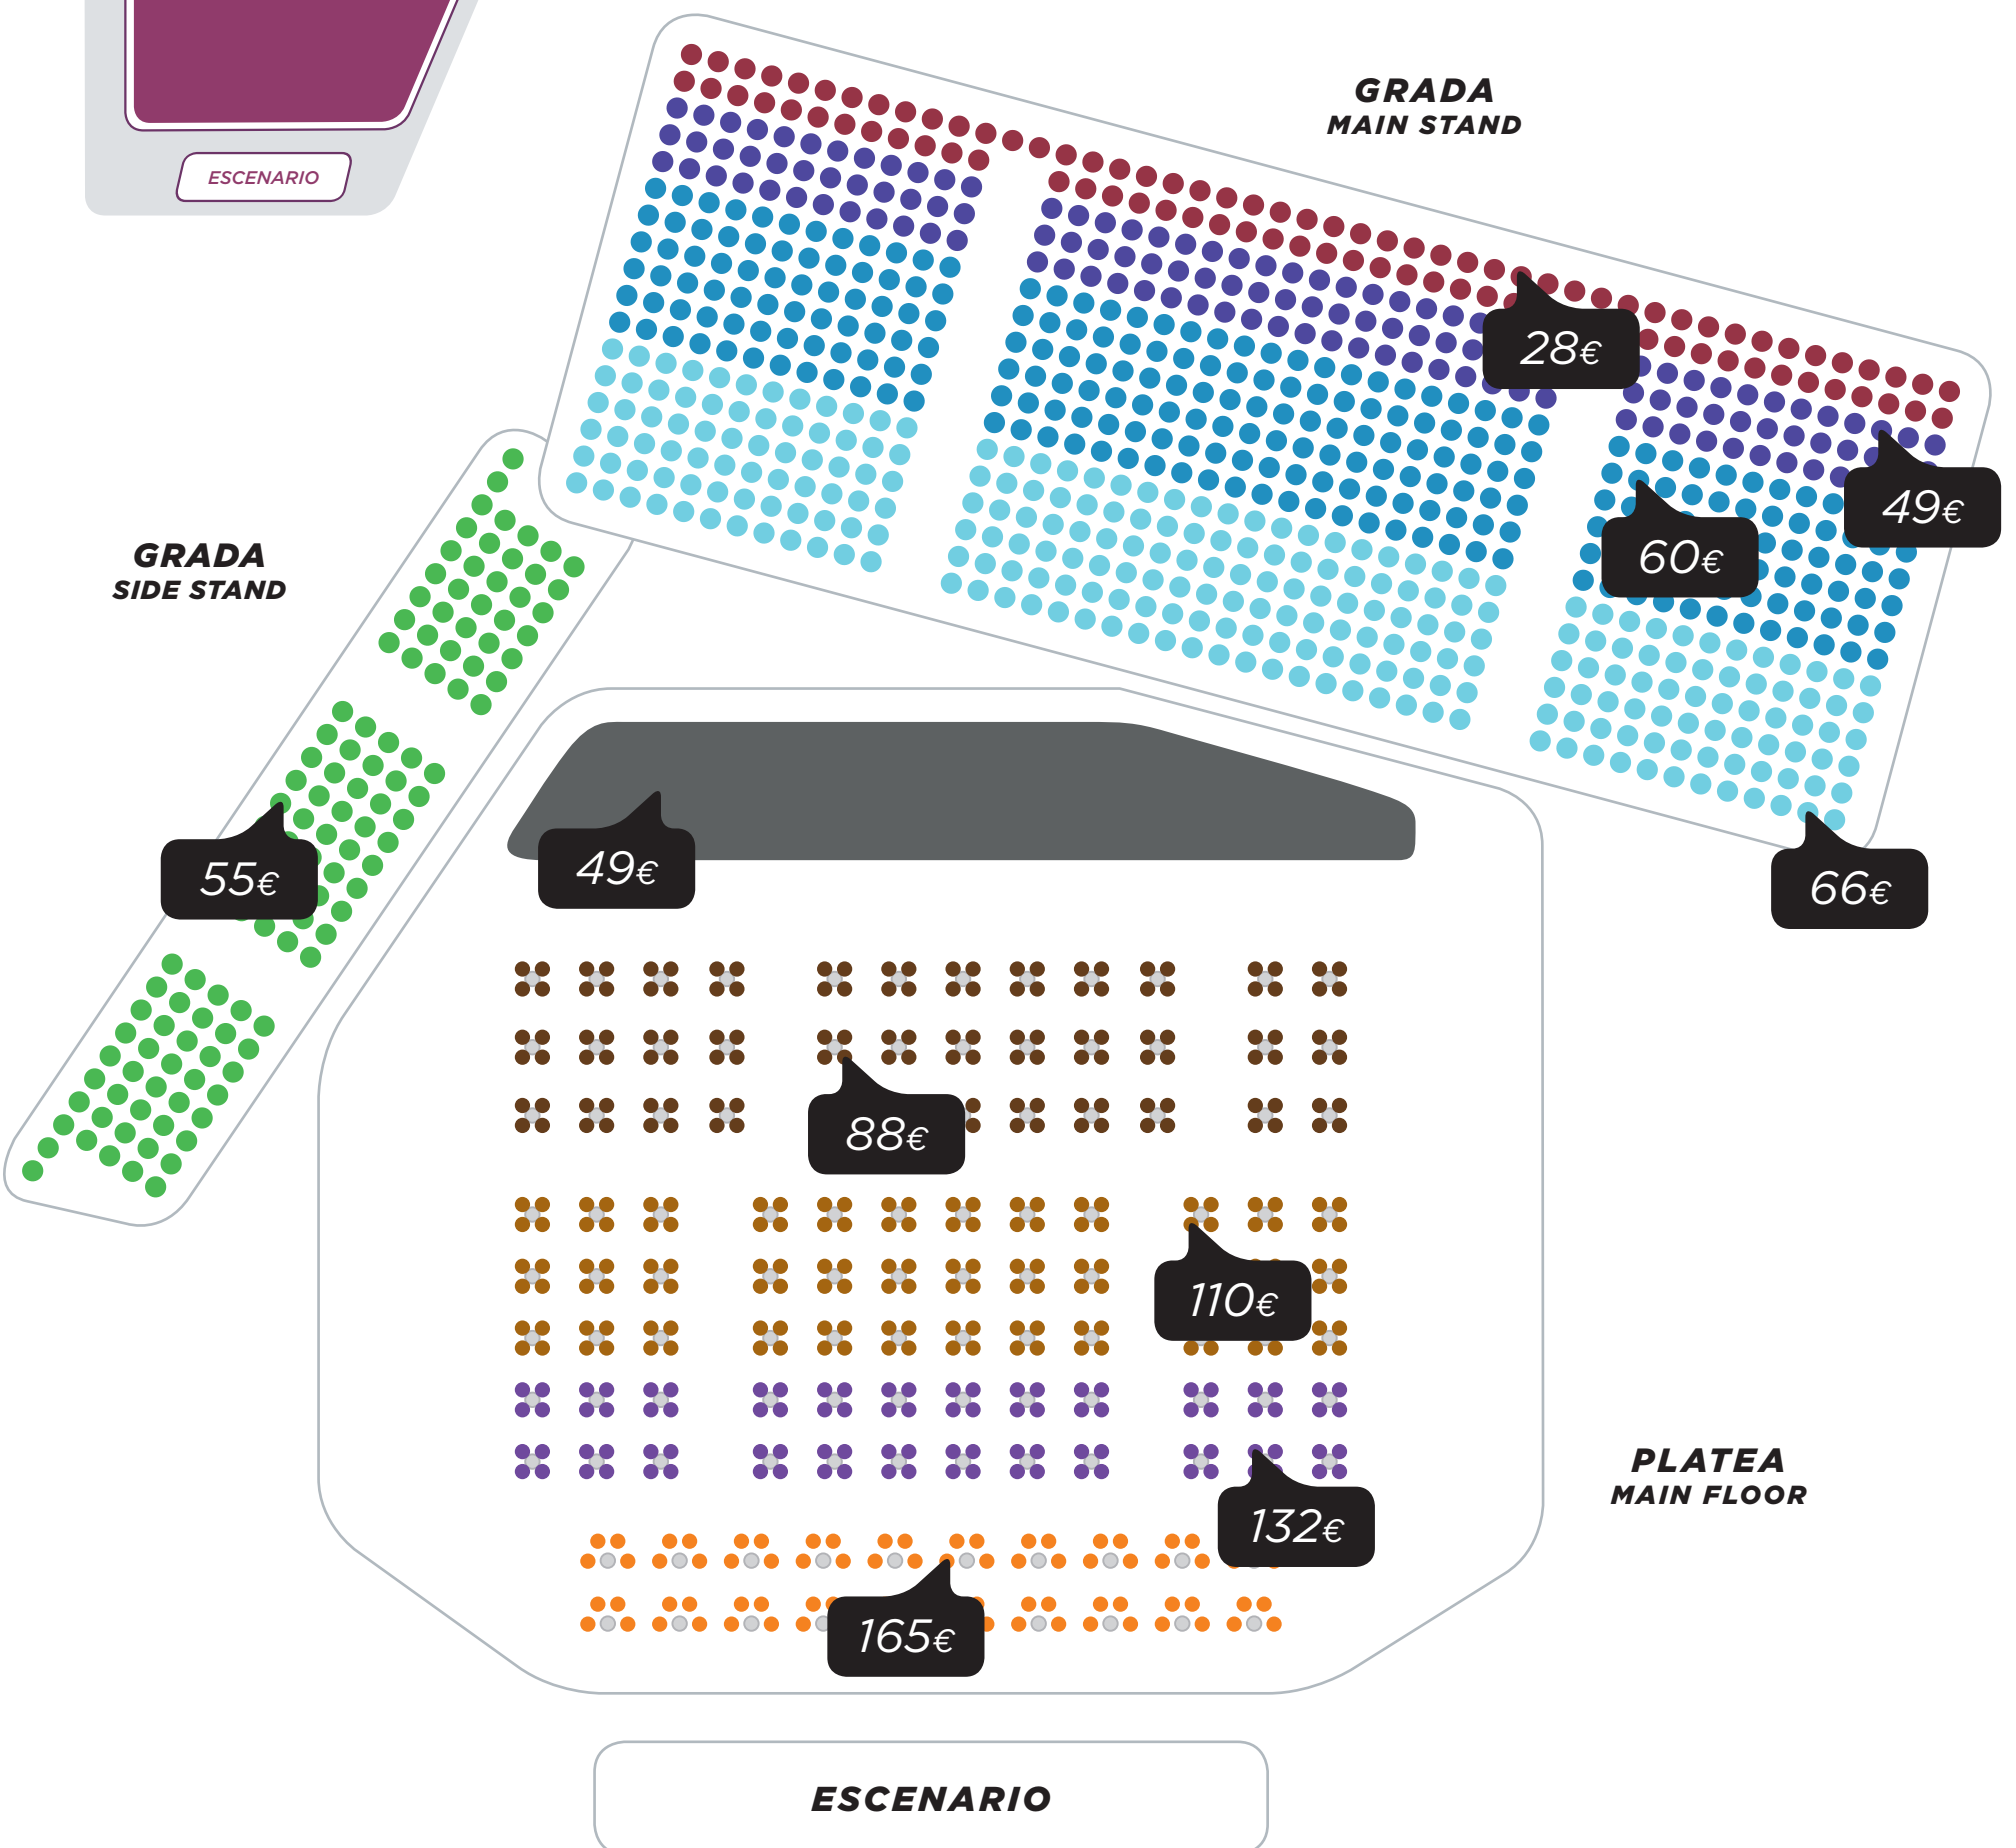 ESCENARIO
GRADA
MAIN STAND
28€
49€
60€
GRADA
SIDE STAND
55€
49€
66€
88€
110€
132€
165€
PLATEA
MAIN FLOOR
ESCENARIO